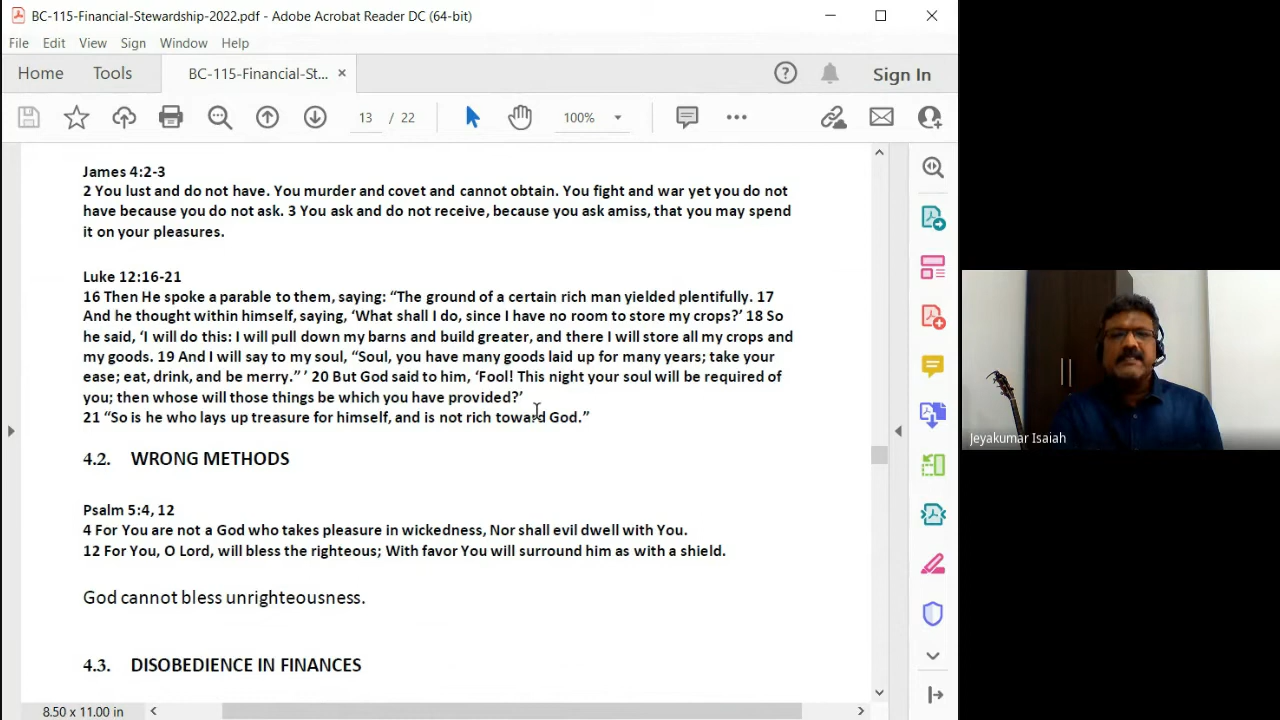 BC-115-Financial-Stewardship-2022.pdf - Adobe Acrobat Reader DC (64-bit)
File Edit View Sign Window Help
Home Tools BC-115-Financial-St... Sign In
13 / 22 100%
James 4:2-3
2 You lust and do not have. You murder and covet and cannot obtain. You fight and war yet you do not
have because you do not ask. 3 You ask and do not receive, because you ask amiss, that you may spend
it on your pleasures.
Luke 12:16-21
16 Then He spoke a parable to them, saying: “The ground of a certain rich man yielded plentifully. 17
And he thought within himself, saying, ‘What shall I do, since I have no room to store my crops?’ 18 So
he said, ‘I will do this: I will pull down my barns and build greater, and there I will store all my crops and
my goods. 19 And I will say to my soul, “Soul, you have many goods laid up for many years; take your
ease; eat, drink, and be merry.” ’ 20 But God said to him, ‘Fool! This night your soul will be required of
you; then whose will those things be which you have provided?’
21 “So is he who lays up treasure for himself, and is not rich toward God.”
4.2. WRONG METHODS
Psalm 5:4, 12
4 For You are not a God who takes pleasure in wickedness, Nor shall evil dwell with You.
12 For You, O Lord, will bless the righteous; With favor You will surround him as with a shield.
God cannot bless unrighteousness.
4.3. DISOBEDIENCE IN FINANCES
8.50 x 11.00 in
Jeyakumar Isaiah